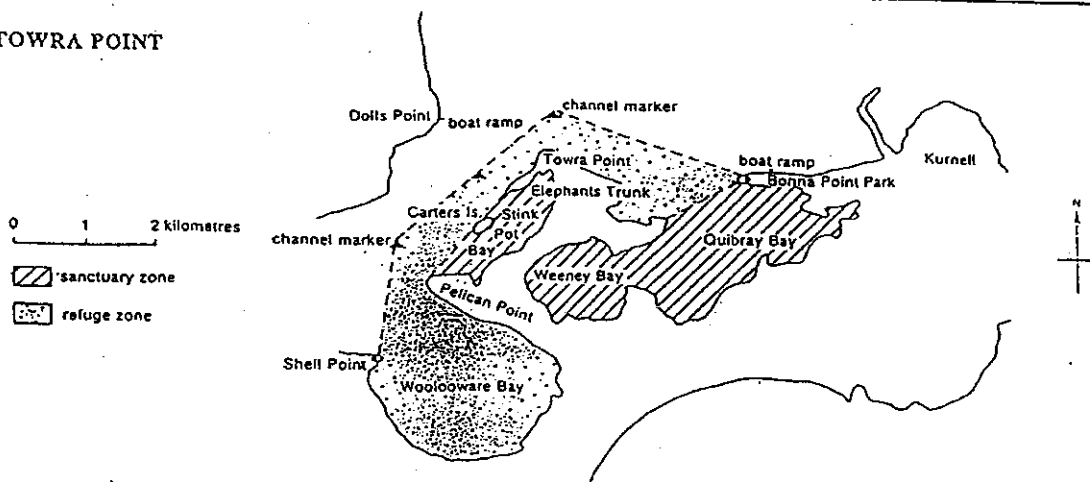 TOWRA POINT
channel marker
Dolls Point
boat ramp
Towra Point
boat ramp
Kurnell
Bonna Point Park
Elephants Trunk
Carters Is.
Stink
Pot
Bay
0 1 2 kilometres
channel marker
Quibray Bay
sanctuary zone
Weeney Bay
Pelican Point
refuge zone
Shell Point
Woolooware Bay
N